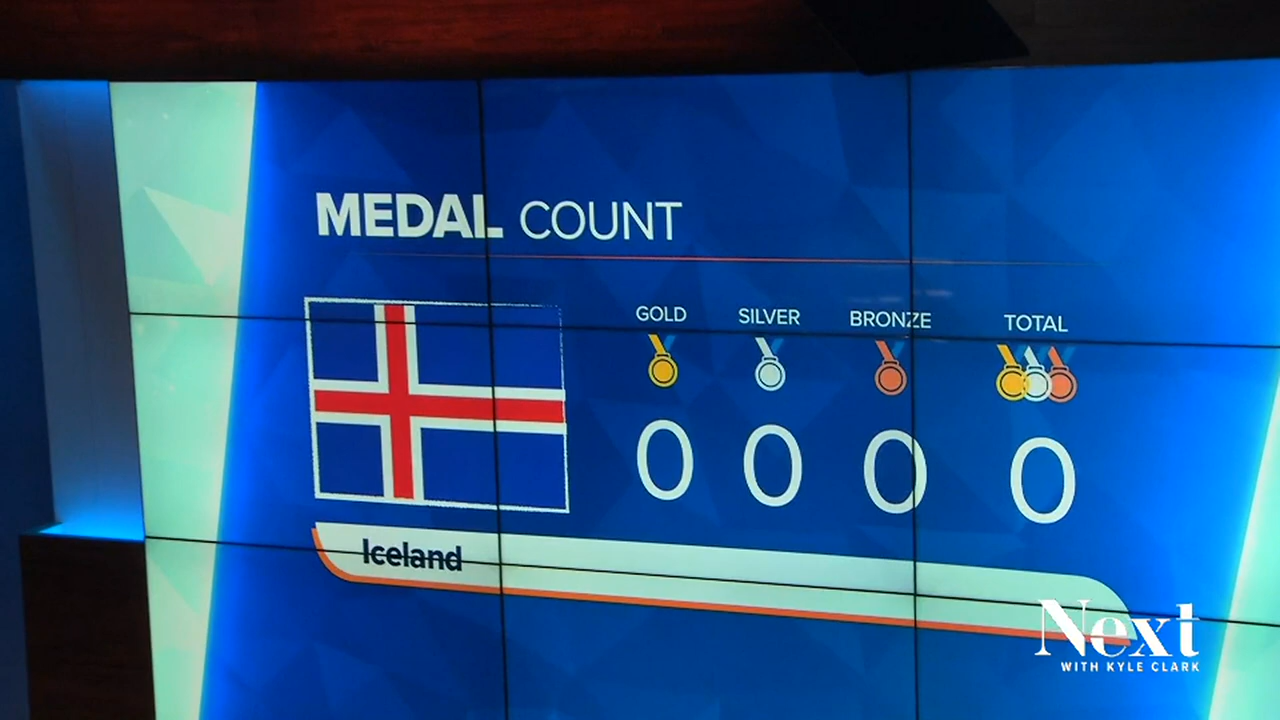 MEDAL COUNT
GOLD SILVER BRONZE TOTAL
0 0 0 0
Iceland
Next
WITH KYLE CLARK